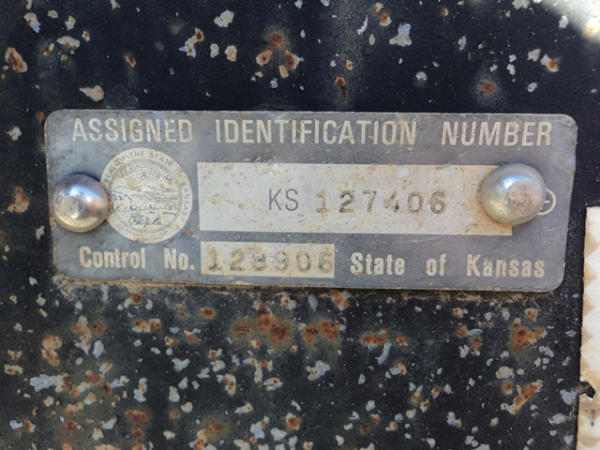 ASSIGNED IDENTIFICATION NUMBER
KS 127406
Control No. 128906 State of Kansas